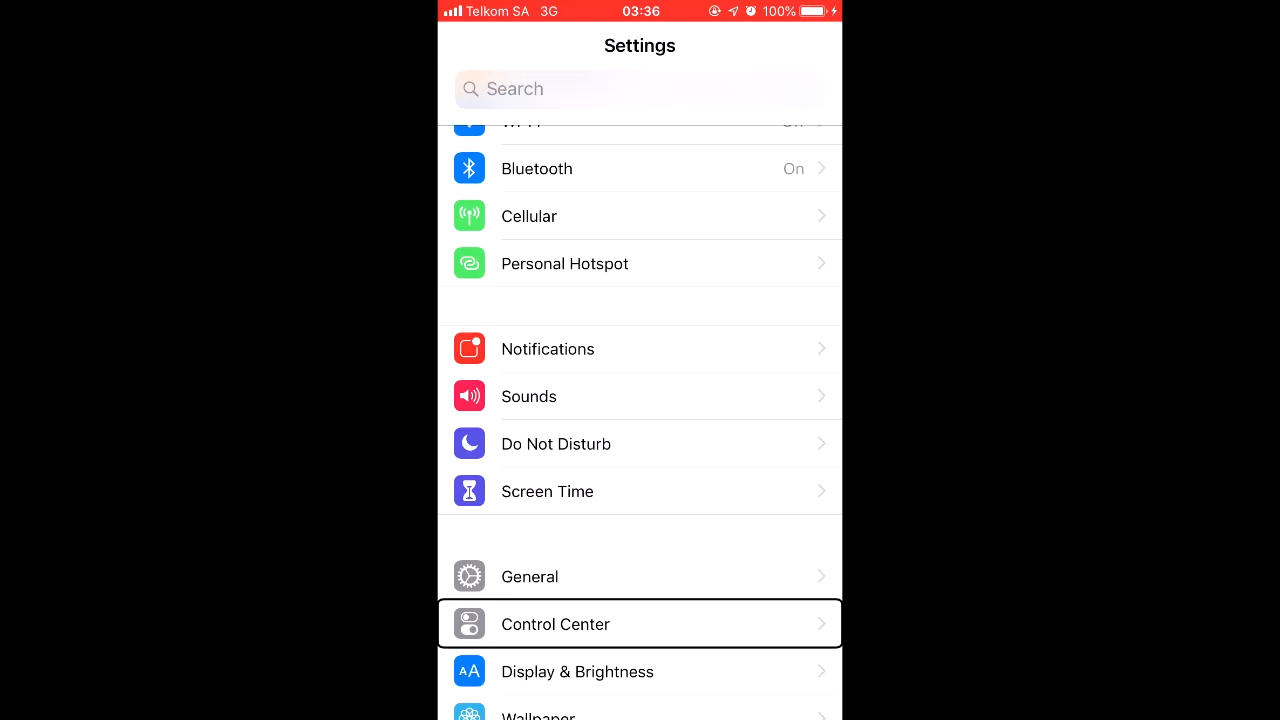 Telkom SA 3G 03:36 100%
Settings
Search
Bluetooth On
Cellular
Personal Hotspot
Notifications
Sounds
Do Not Disturb
Screen Time
General
Control Center
AA Display & Brightness
Wallpaper